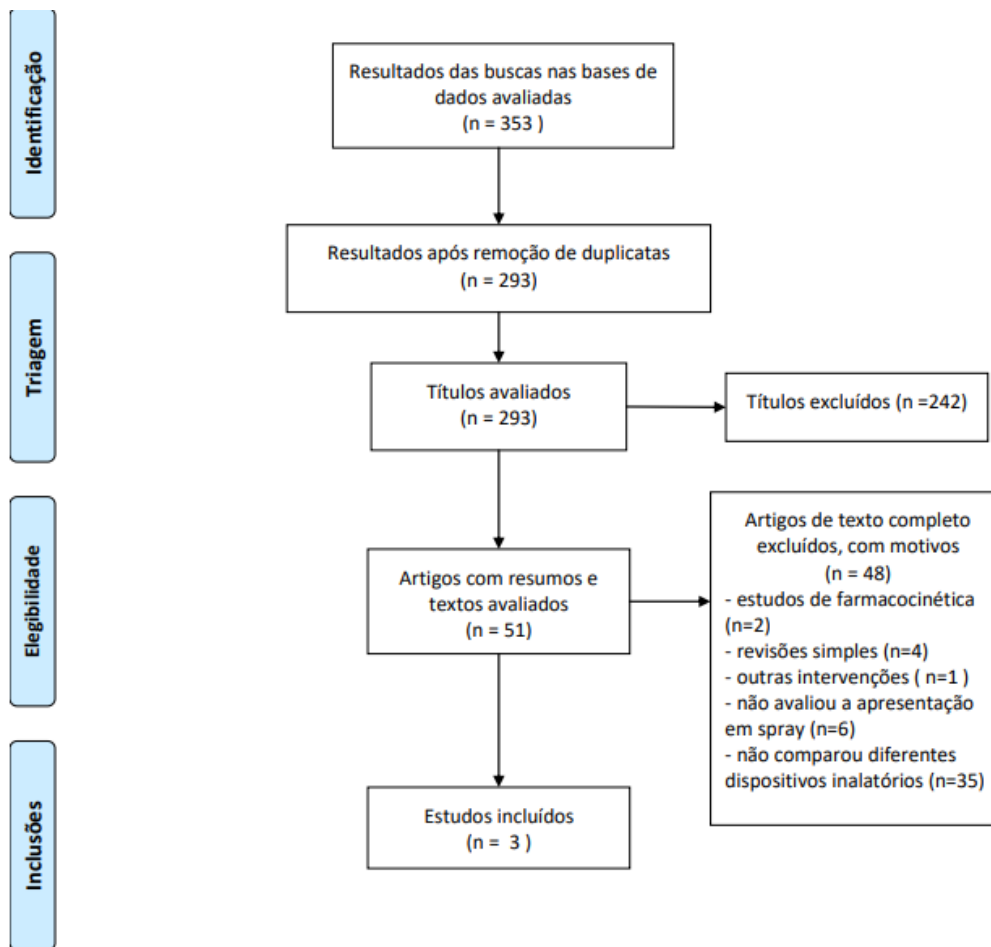 Identificação
Resultados das buscas nas bases de
dados avaliadas
(n = 353 )
Resultados após remoção de duplicatas
(n = 293)
Triagem
Títulos avaliados
(n = 293)
Títulos excluídos (n =242)
Elegibilidade
Artigos com resumos e
textos avaliados
(n = 51)
Artigos de texto completo
excluídos, com motivos
(n = 48)
- estudos de farmacocinética
(n=2)
- revisões simples (n=4)
- outras intervenções ( n=1 )
- não avaliou a apresentação
em spray (n=6)
- não comparou diferentes
dispositivos inalatórios (n=35)
Inclusões
Estudos incluídos
(n =  3 )